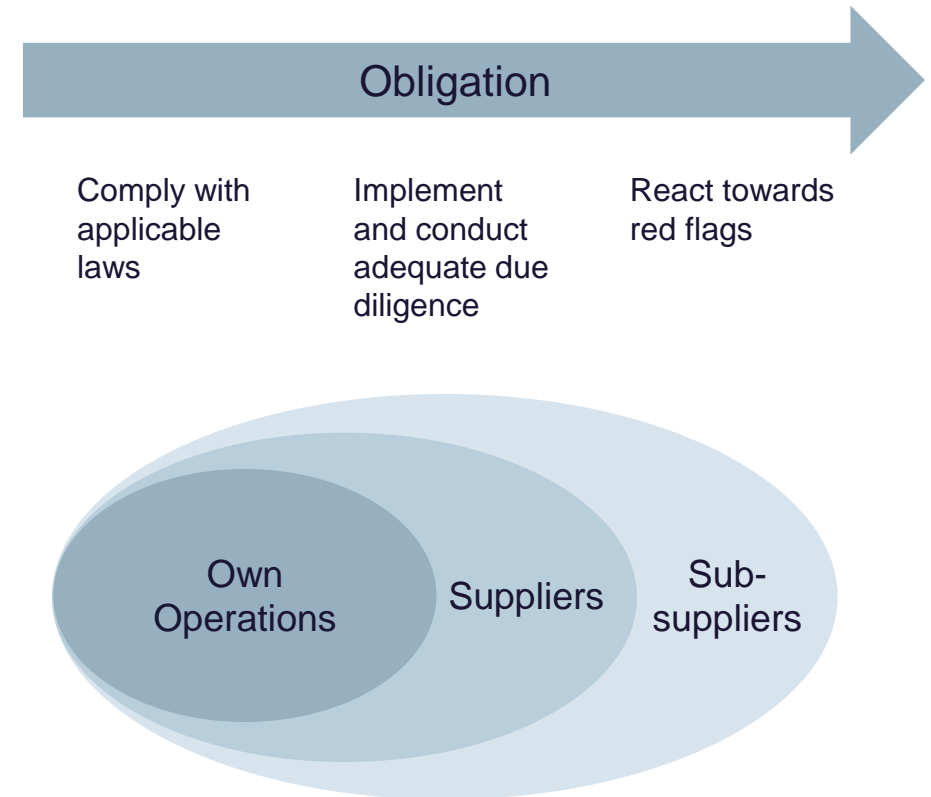 Obligation
Comply with
applicable
laws
Implement
and conduct
adequate due
diligence
React towards
red flags
Own
Operations
Suppliers
Sub-
suppliers